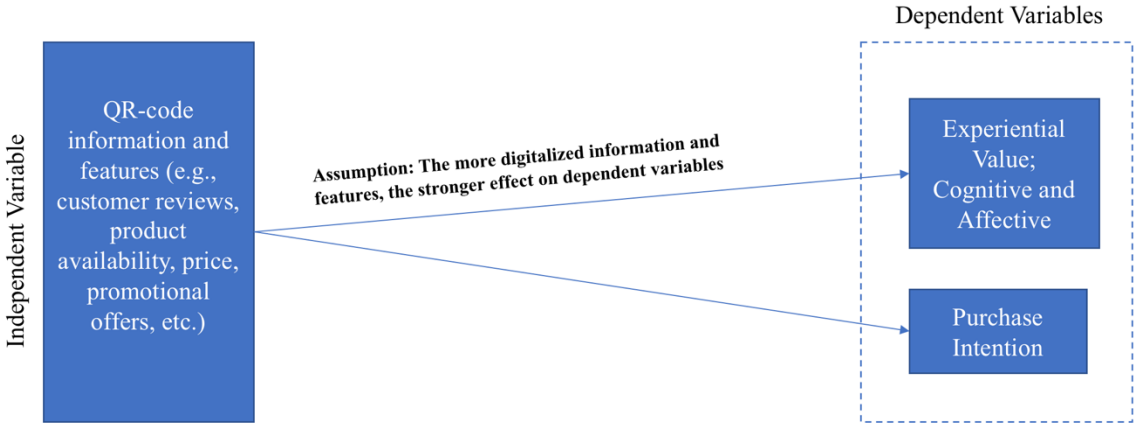 Dependent Variables
Independent Variable
QR-code
information and
features (e.g.,
customer reviews,
product
availability, price,
promotional
offers, etc.)
Assumption: The more digitalized information and
features, the stronger effect on dependent variables
Experiential
Value;
Cognitive and
Affective
Purchase
Intention